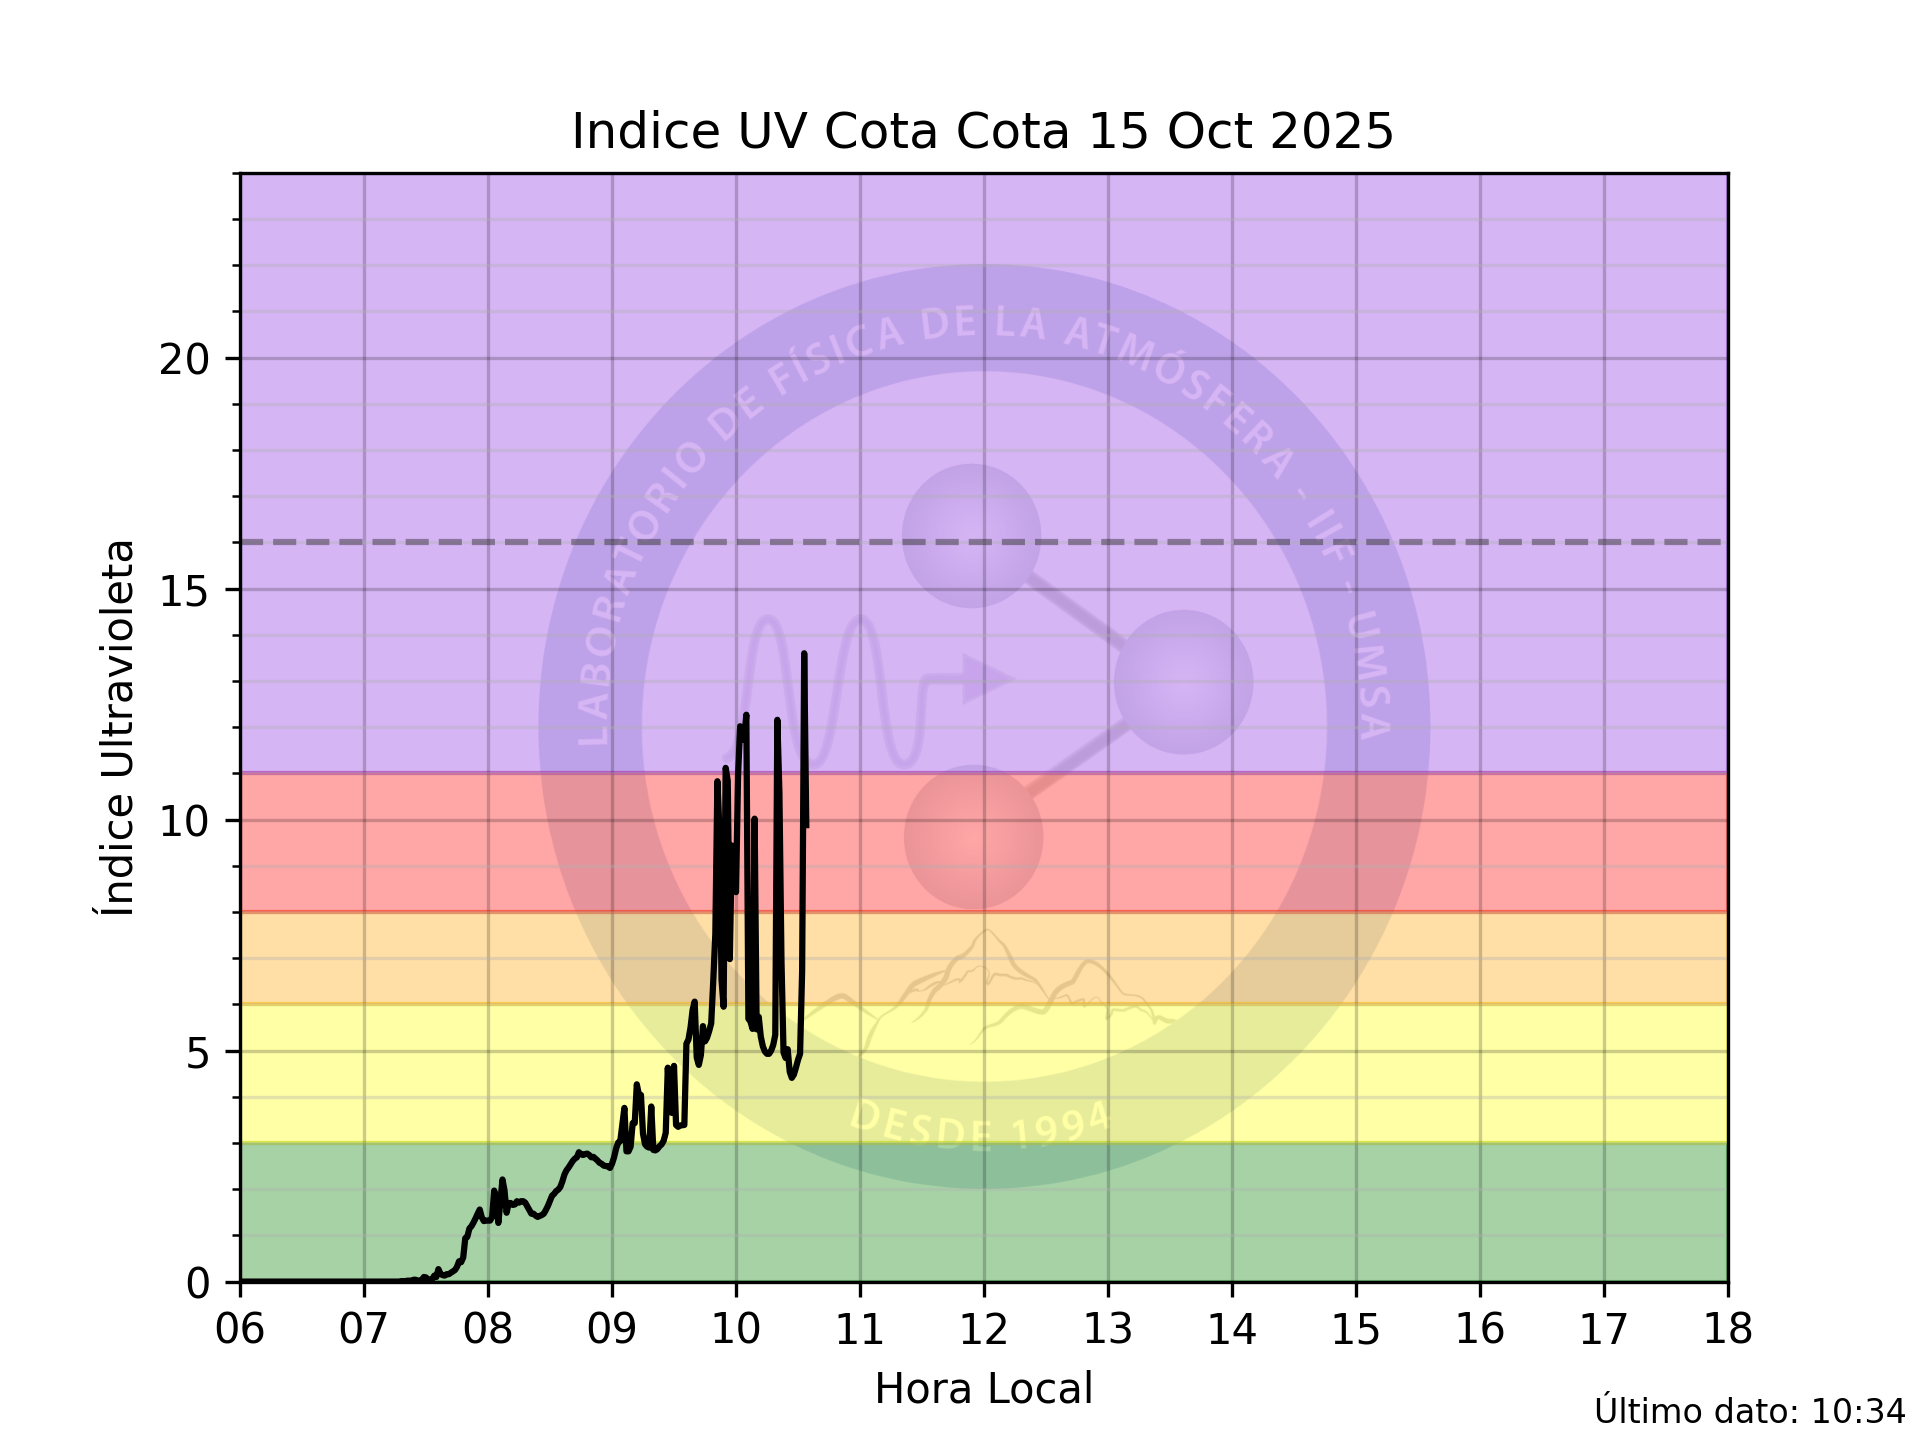 Indice UV Cota Cota 15 Oct 2025
LABORATORIO DE FÍSICA DE LA ATMÓSFERA - IIF - UMSA
DESDE 1994
Índice Ultravioleta
20
15
10
5
0
06 07 08 09 10 11 12 13 14 15 16 17 18
Hora Local
Último dato: 10:34